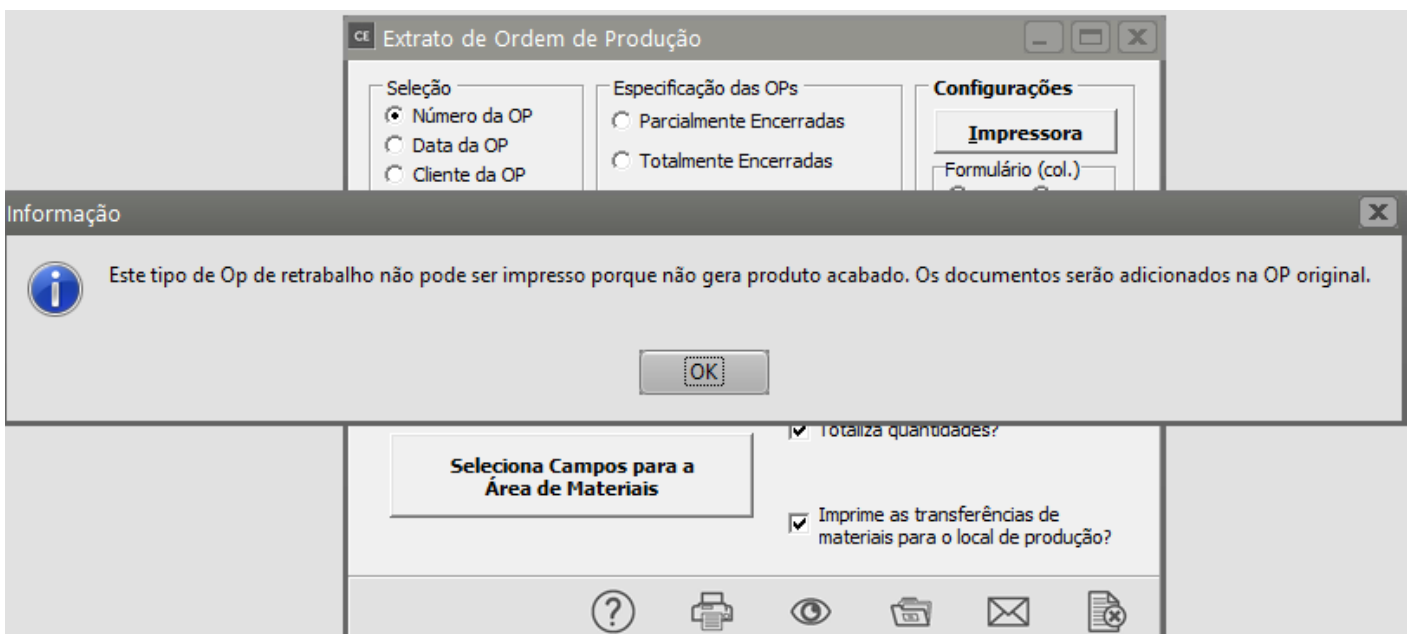 CE Extrato de Ordem de Produção
Seleção
Número da OP
Data da OP
Cliente da OP
Especificação das OPs
Parcialmente Encerradas
Totalmente Encerradas
Configurações
Impressora
Formulário (col.)
Informação
Este tipo de Op de retrabalho não pode ser impresso porque não gera produto acabado. Os documentos serão adicionados na OP original.
OK
Totaliza quantidades?
Seleciona Campos para a
Área de Materiais
Imprime as transferências de
materiais para o local de produção?